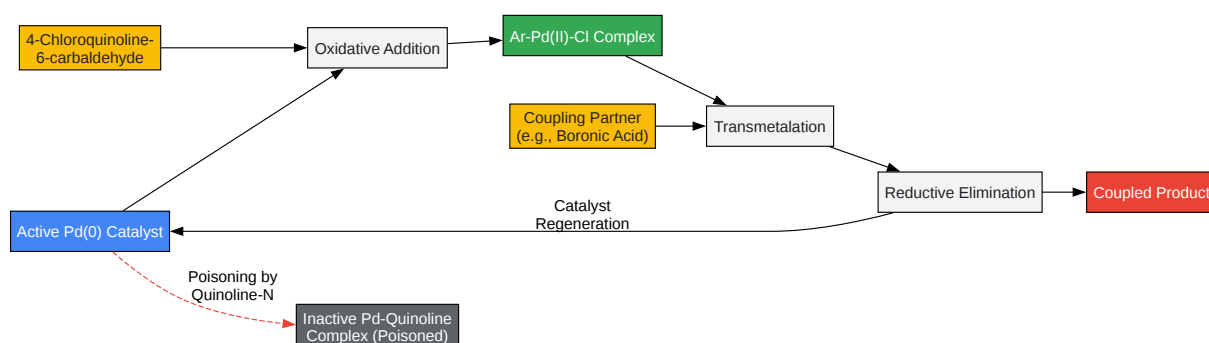 4-Chloroquinoline-
6-carbaldehyde
Oxidative Addition
Ar-Pd(II)-Cl Complex
Coupling Partner
(e.g., Boronic Acid)
Transmetalation
Reductive Elimination
Coupled Product
Catalyst
Regeneration
Active Pd(0) Catalyst
Poisoning by
Quinoline-N
Inactive Pd-Quinoline
Complex (Poisoned)